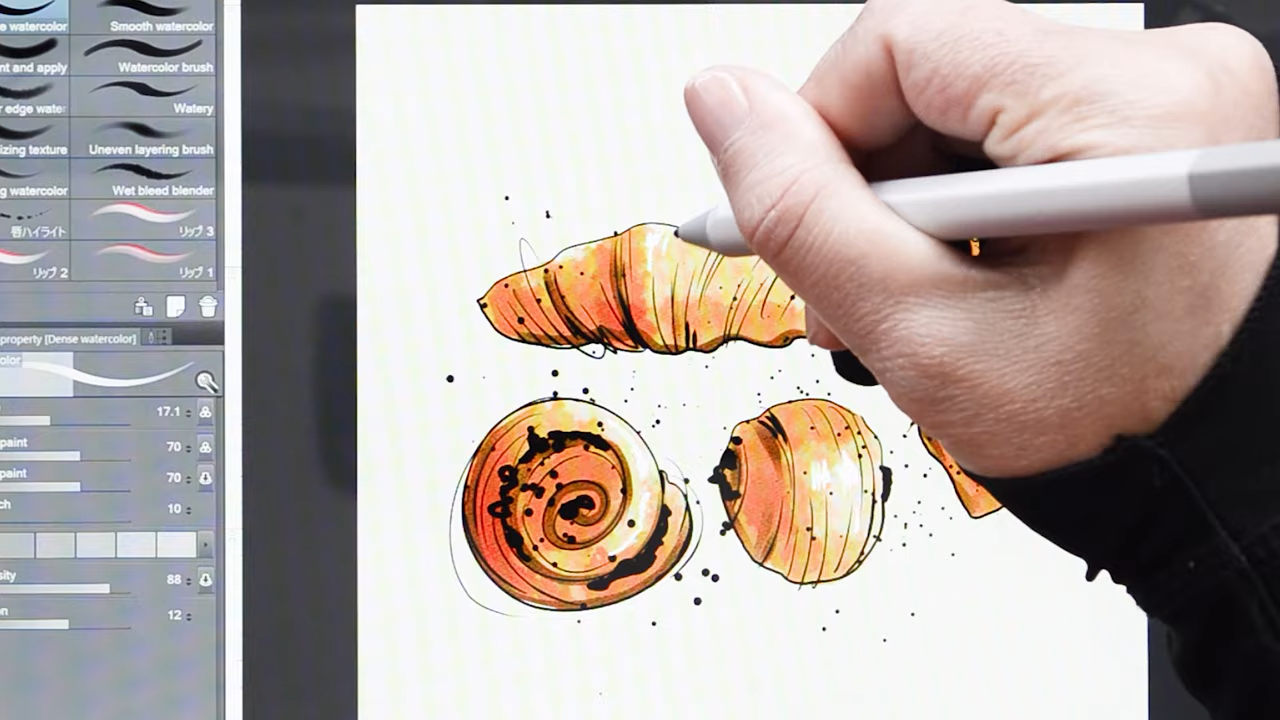 watercolor
Smooth watercolor
nt and apply
Watercolor brush
edge water
Watery
izing texture
Uneven layering brush
g watercolor
Wet bleed blender
唇ハイライト
リップ 3
リップ 2
リップ 1
property [Dense watercolor]
olor
17.1
paint
70
paint
70
ch
10
sity
88
on
12